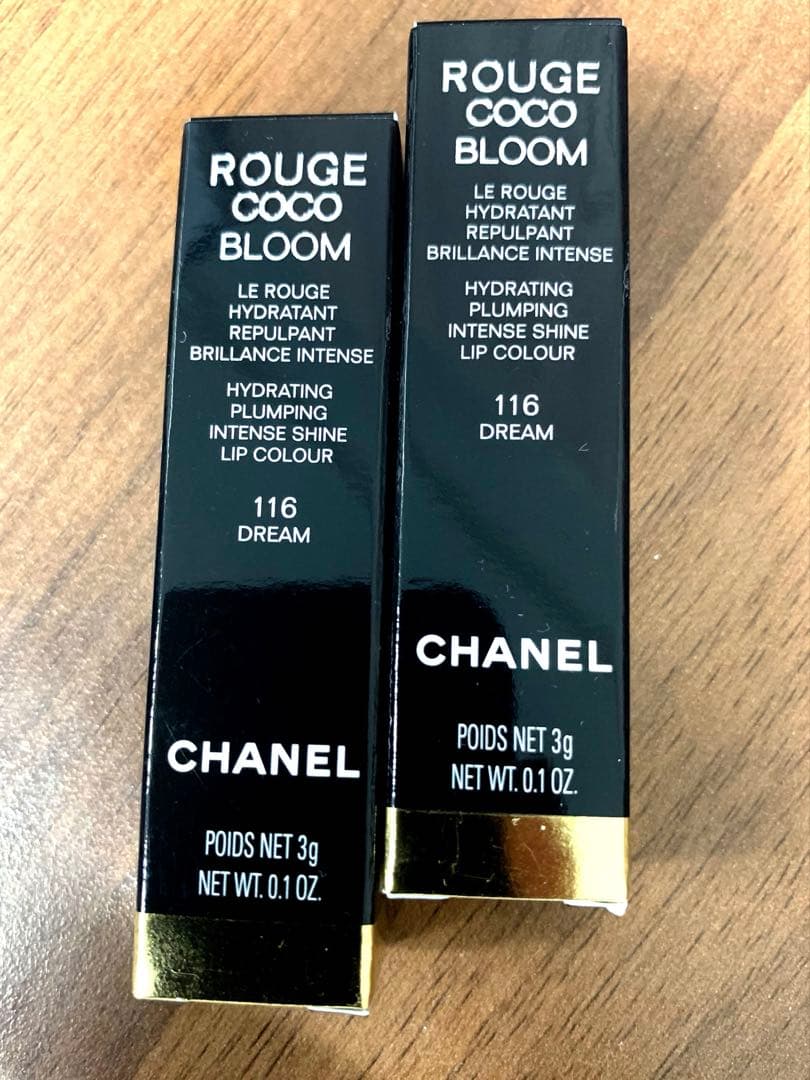 ROUGE
COCO
BLOOM
LE ROUGE
HYDRATANT
REPULPANT
BRILLANCE INTENSE
HYDRATING
PLUMPING
INTENSE SHINE
LIP COLOUR
116
DREAM
CHANEL
POIDS NET 3g
NET WT. 0.1 OZ.
ROUGE
COCO
BLOOM
LE ROUGE
HYDRATANT
REPULPANT
BRILLANCE INTENSE
HYDRATING
PLUMPING
INTENSE SHINE
LIP COLOUR
116
DREAM
CHANEL
POIDS NET 3g
NET WT. 0.1 OZ.